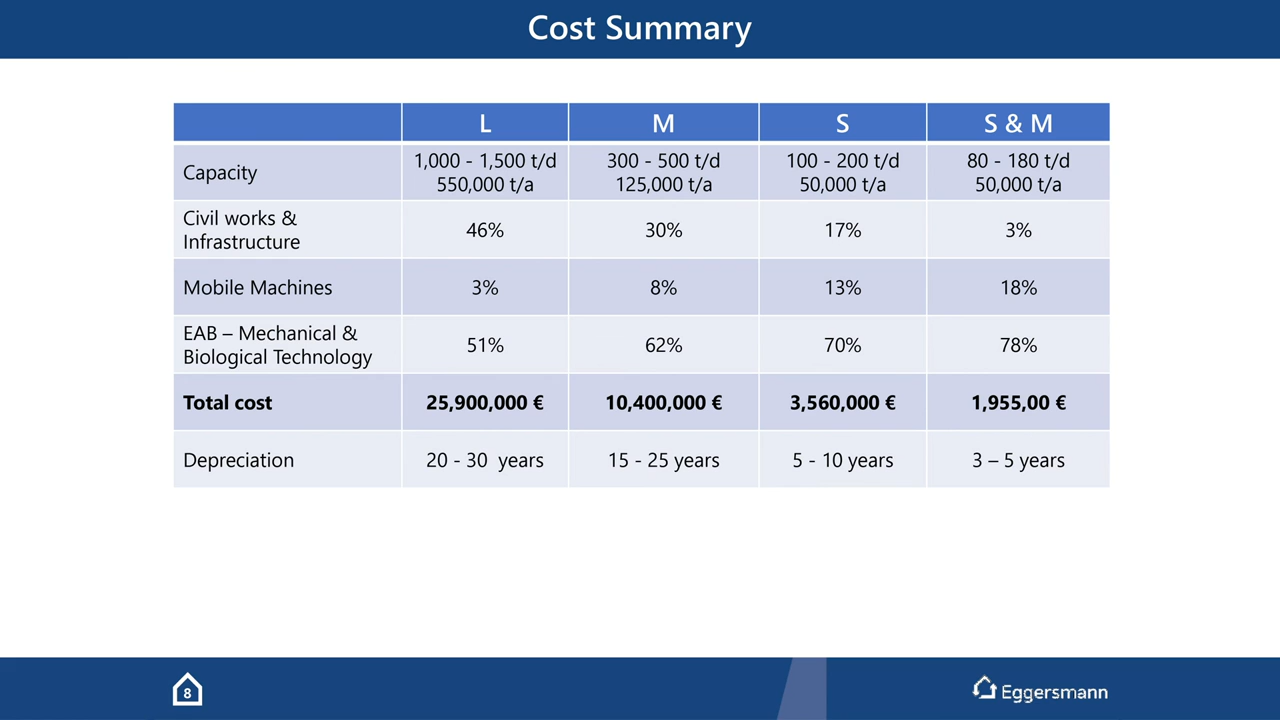 Cost Summary
L M S S & M
Capacity 1,000 - 1,500 t/d 300 - 500 t/d 100 - 200 t/d 80 - 180 t/d
550,000 t/a 125,000 t/a 50,000 t/a 50,000 t/a
Civil works &
Infrastructure 46% 30% 17% 3%
Mobile Machines 3% 8% 13% 18%
EAB – Mechanical &
Biological Technology 51% 62% 70% 78%
Total cost 25,900,000 € 10,400,000 € 3,560,000 € 1,955,00 €
Depreciation 20 - 30 years 15 - 25 years 5 - 10 years 3 – 5 years
8
Eggersmann